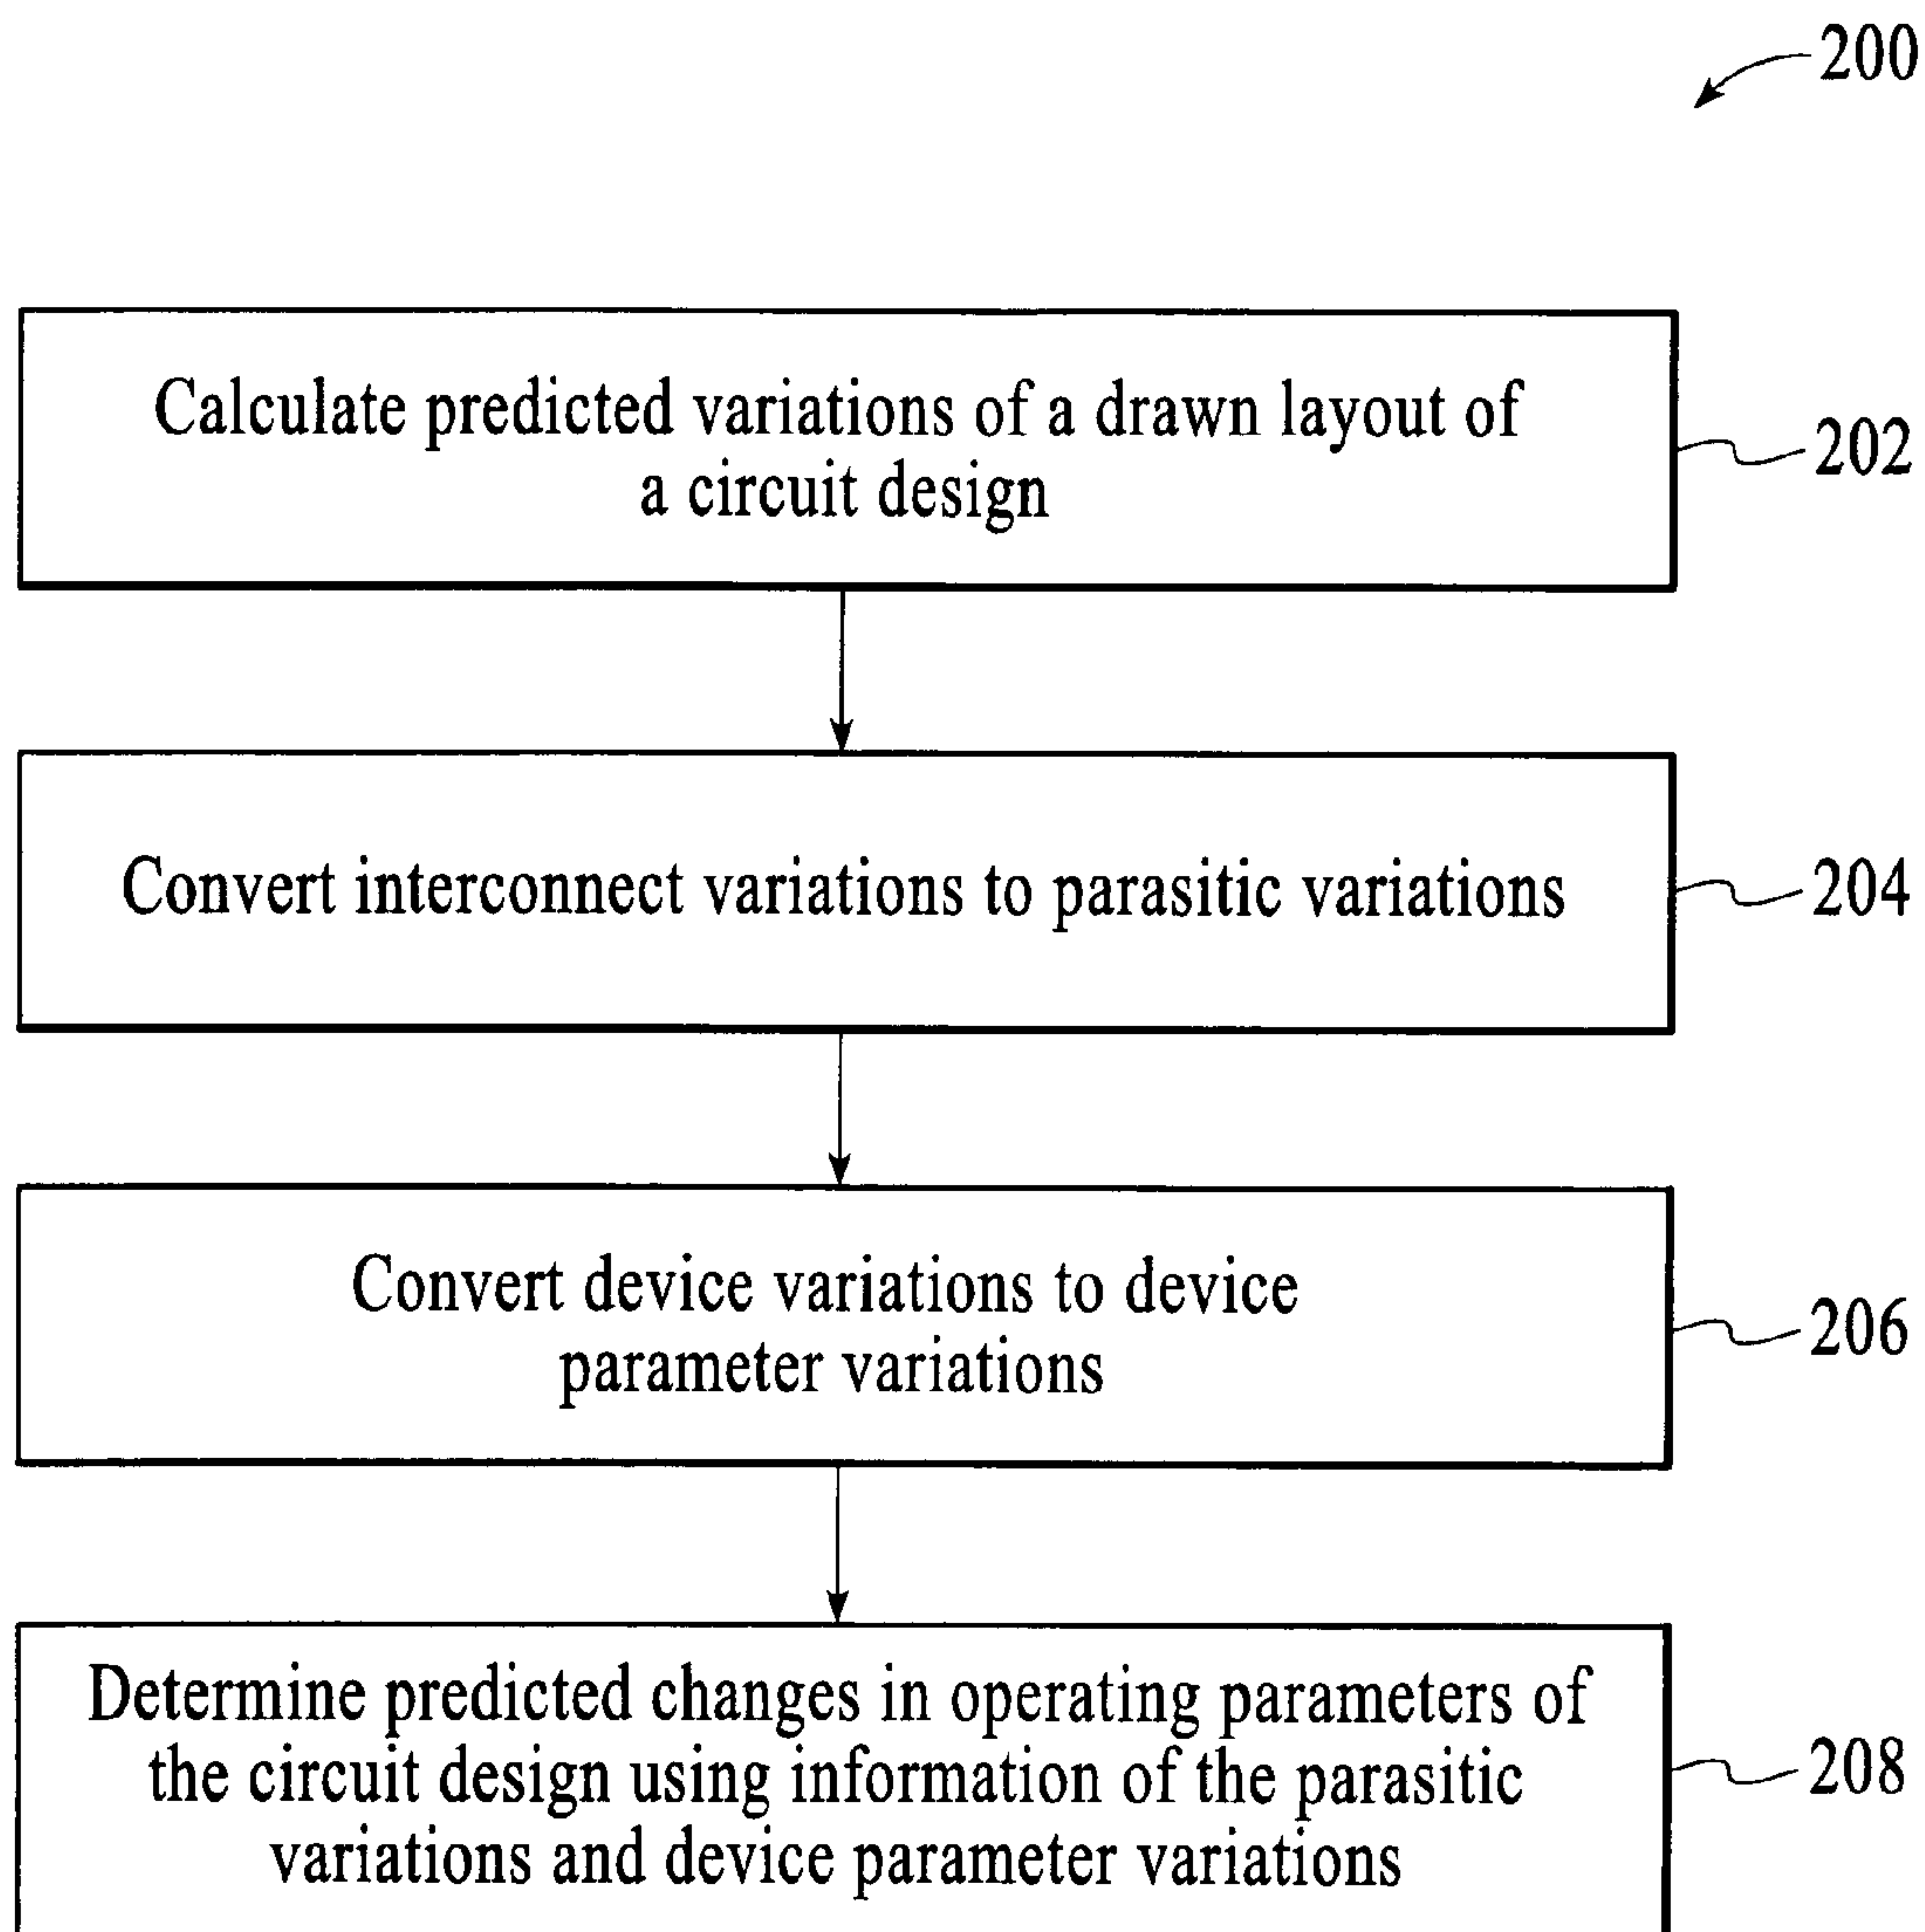 200
Calculate predicted variations of a drawn layout of
a circuit design
202
Convert interconnect variations to parasitic variations
204
Convert device variations to device
parameter variations
206
Determine predicted changes in operating parameters of
the circuit design using information of the parasitic
variations and device parameter variations
208